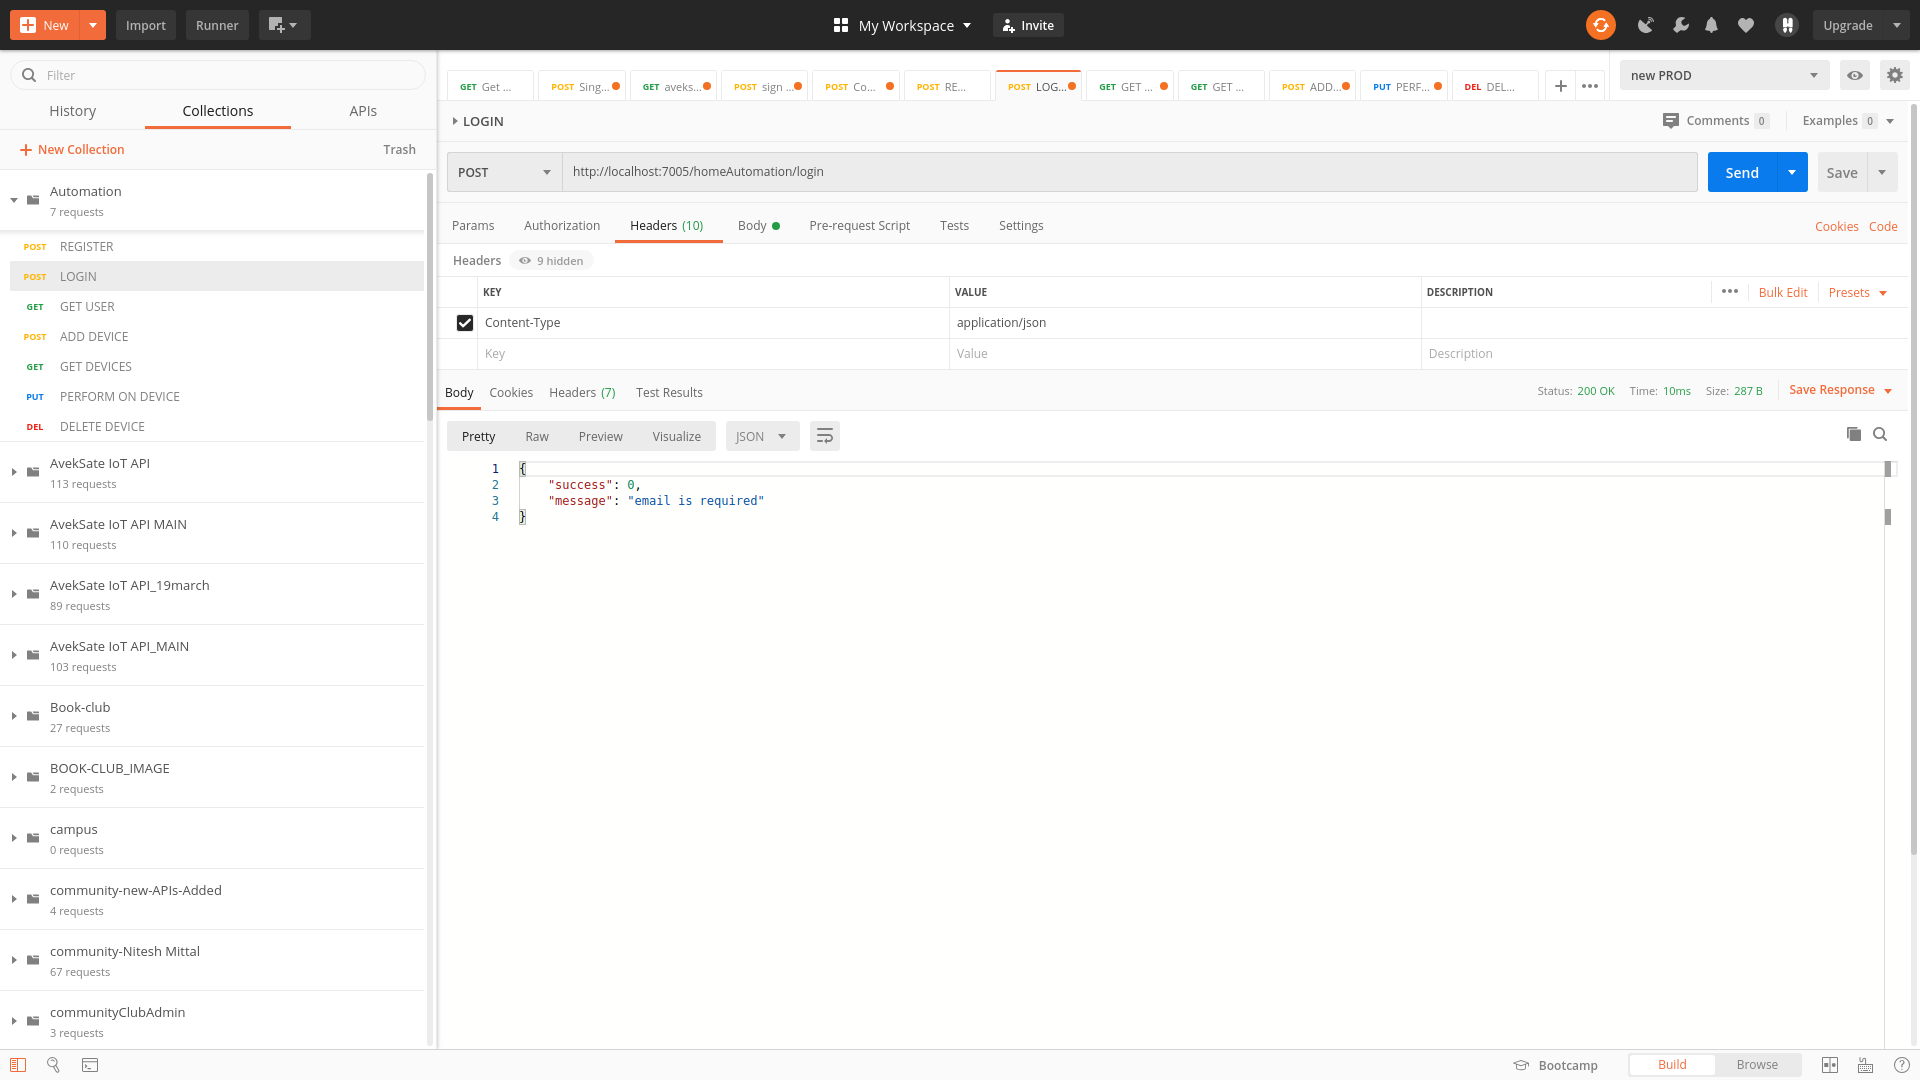 New
Import
Runner
My Workspace
Invite
Upgrade
Filter
History
Collections
APIs
New Collection
Trash
Automation
7 requests
POST REGISTER
POST LOGIN
GET GET USER
POST ADD DEVICE
GET GET DEVICES
PUT PERFORM ON DEVICE
DEL DELETE DEVICE
AvekSate IoT API
113 requests
AvekSate IoT API MAIN
110 requests
AvekSate IoT API_19march
89 requests
AvekSate IoT API_MAIN
103 requests
Book-club
27 requests
BOOK-CLUB_IMAGE
2 requests
campus
0 requests
community-new-APIs-Added
4 requests
community-Nitesh Mittal
67 requests
communityClubAdmin
3 requests
GET Get ...
POST Sing...
GET aveks...
POST sign ...
POST Co...
POST RE...
POST LOG...
GET GET ...
GET GET ...
POST ADD...
PUT PERF...
DEL DEL...
new PROD
LOGIN
Comments 0
Examples 0
POST
http://localhost:7005/homeAutomation/login
Send
Save
Params
Authorization
Headers (10)
Body
Pre-request Script
Tests
Settings
Cookies
Code
Headers
9 hidden
KEY
VALUE
DESCRIPTION
Bulk Edit
Presets
Content-Type
application/json
Key
Value
Description
Body
Cookies
Headers (7)
Test Results
Status: 200 OK
Time: 10ms
Size: 287 B
Save Response
Pretty
Raw
Preview
Visualize
JSON
1 {
2 "success": 0,
3 "message": "email is required"
4 }
Bootcamp
Build
Browse